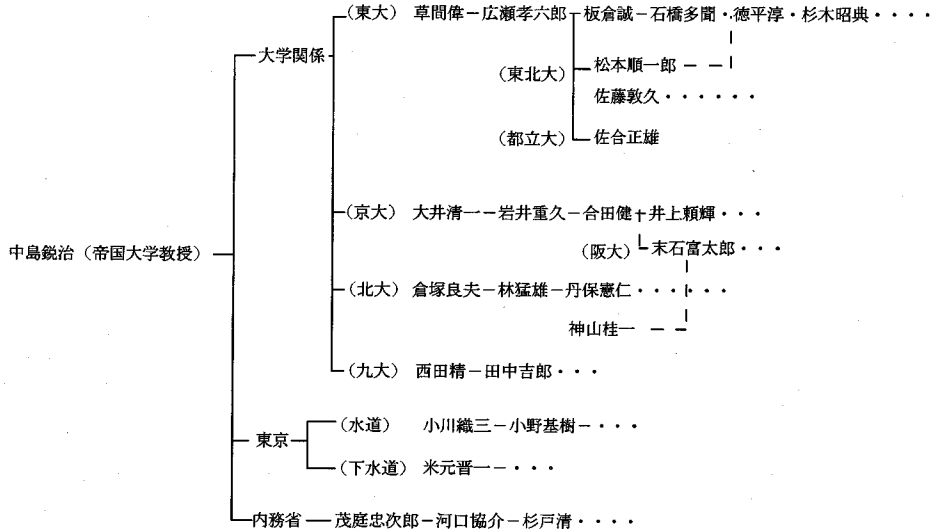 (東大) 草間偉－広瀬孝六郎－板倉誠－石橋多聞・徳平淳・杉木昭典・・・・
大学関係
(東北大) 松本順一郎
佐藤敦久・・・・・・
(都立大) 佐合正雄
(京大) 大井清一－岩井重久－合田健－井上頼輝・・・
中島鋭治（帝国大学教授）
(阪大) 末石冨太郎・・・
(北大) 倉塚良夫－林猛雄－丹保憲仁・・・・・・
神山桂一
(九大) 西田精－田中吉郎・・・
(水道) 小川織三－小野基樹－・・・
東京
(下水道) 米元晋一－・・・
内務省 茂庭忠次郎－河口協介－杉戸清・・・・